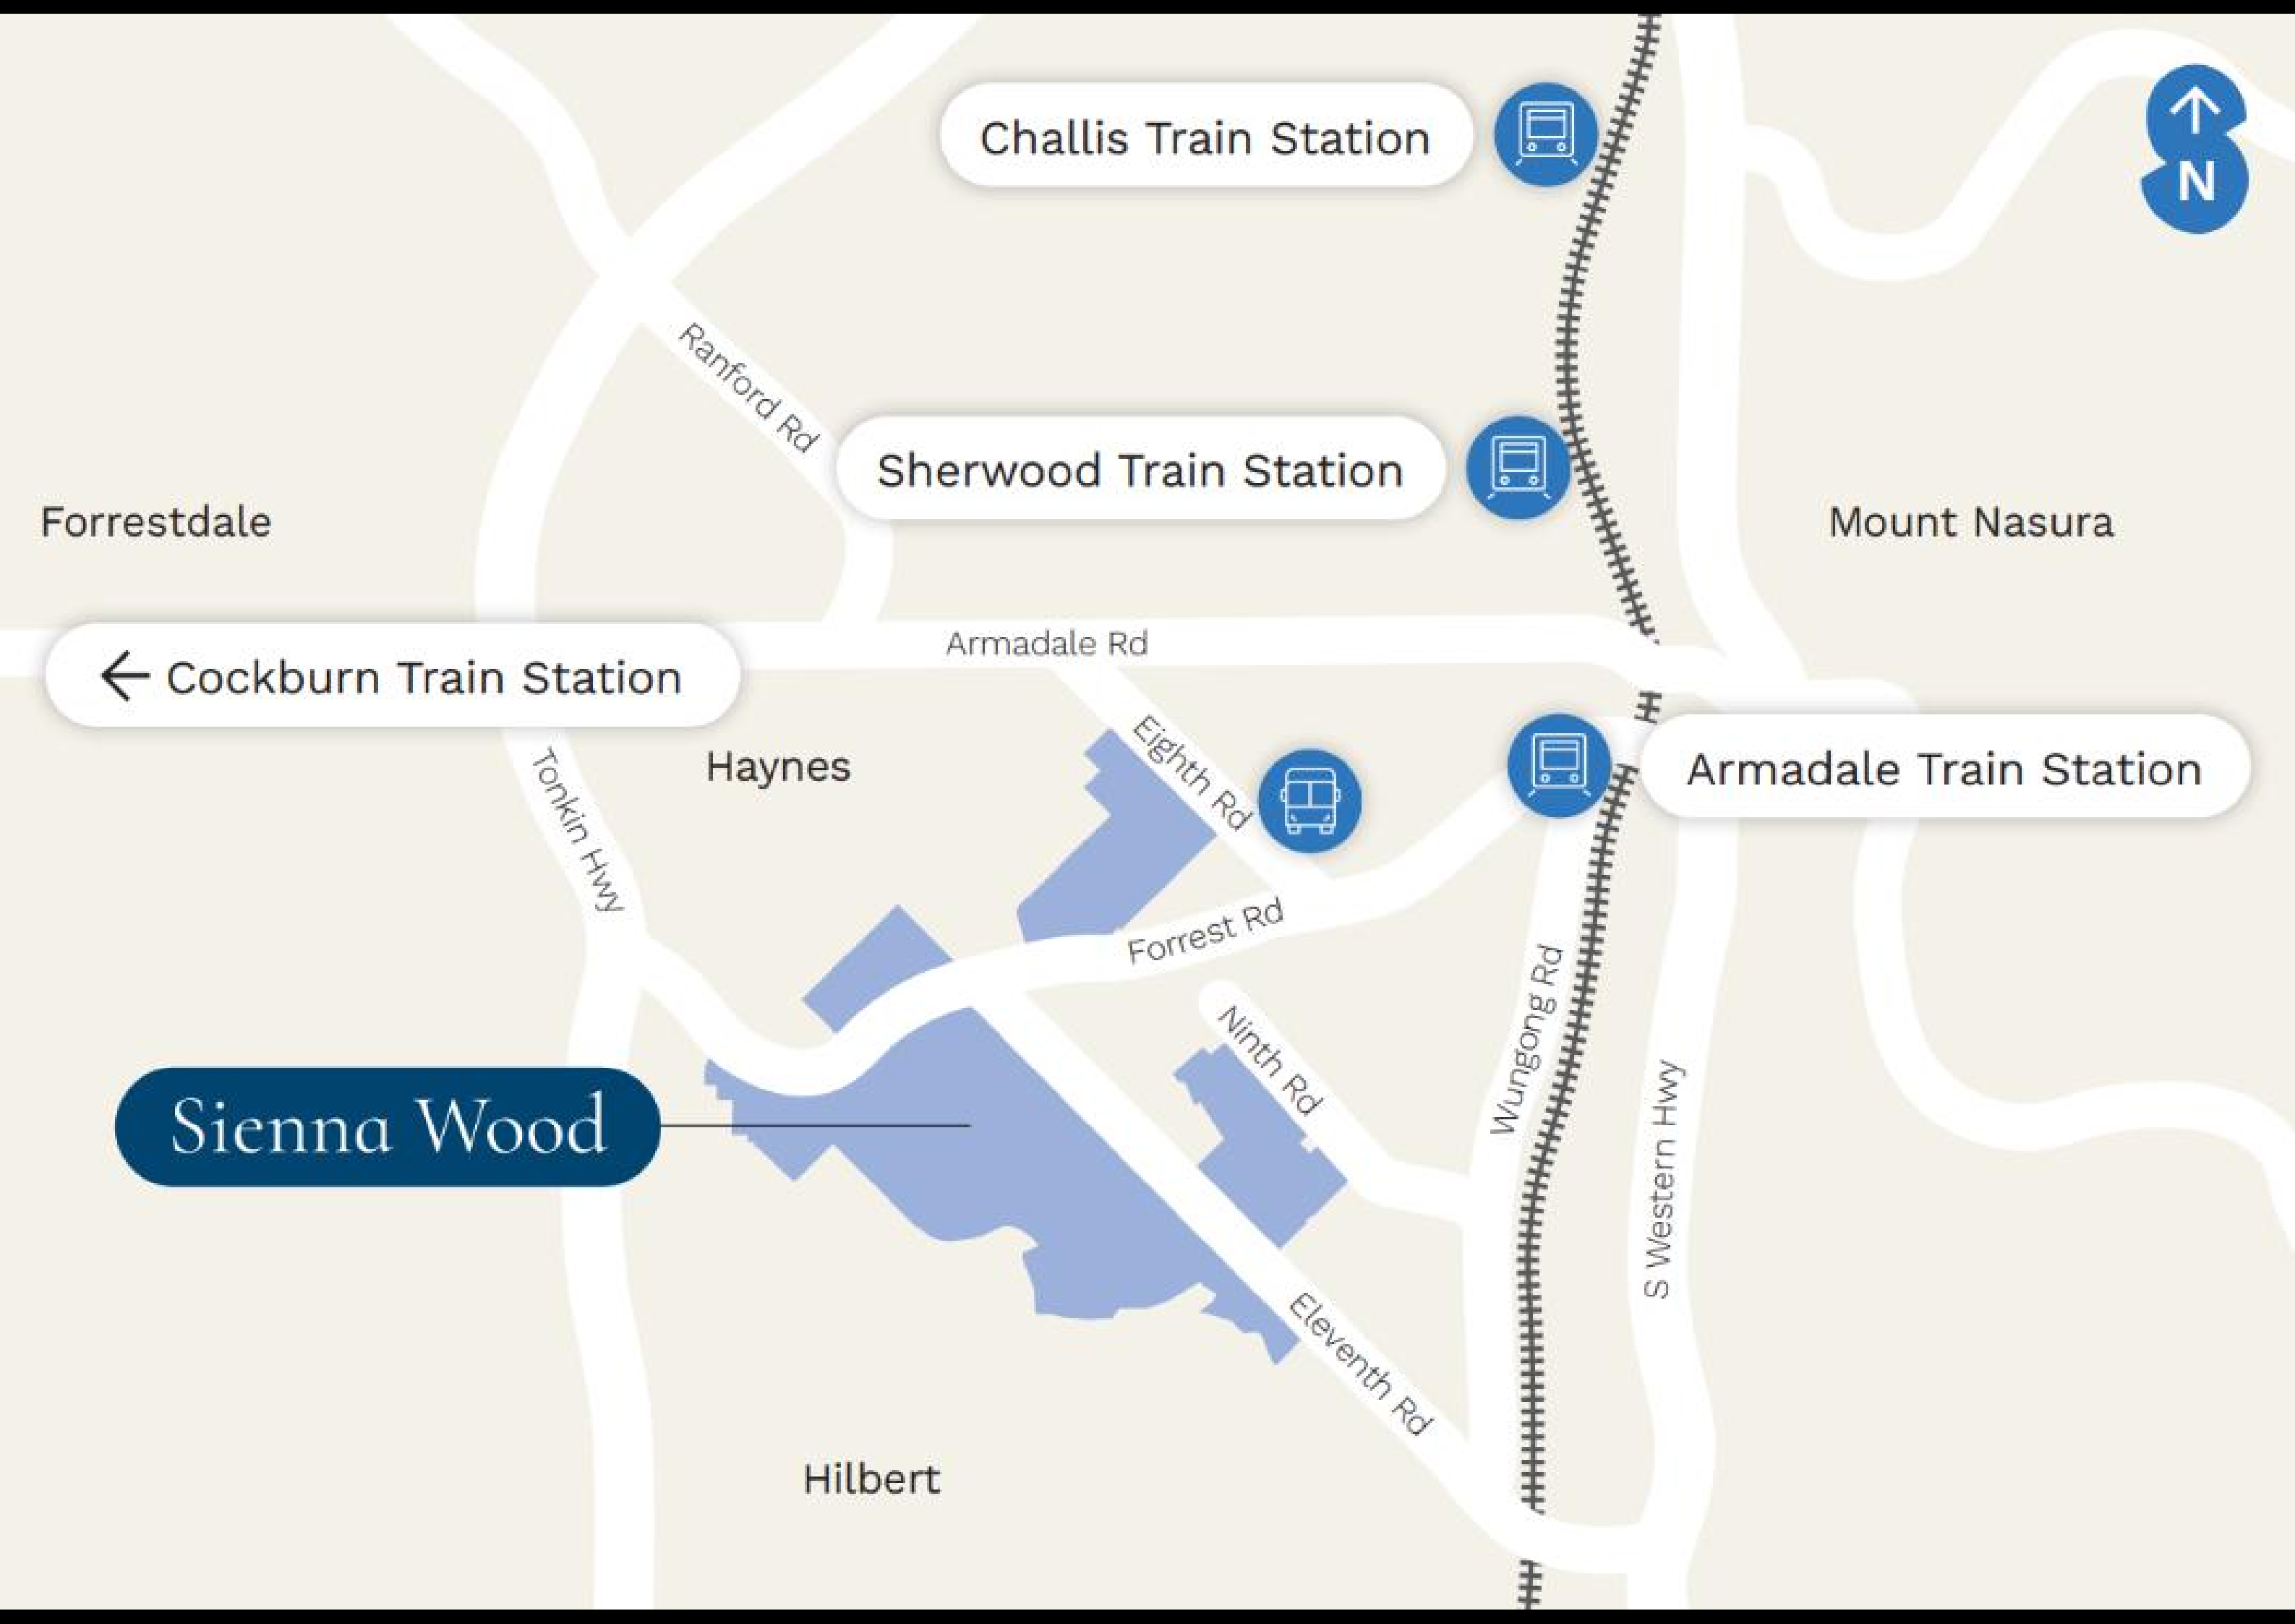 Challis Train Station
N
Ranford Rd
Sherwood Train Station
Forrestdale
Mount Nasura
Armadale Rd
← Cockburn Train Station
Haynes
Eighth Rd
Armadale Train Station
Tonkin Hwy
Forrest Rd
Wungong Rd
Ninth Rd
Sienna Wood
S Western Hwy
Eleventh Rd
Hilbert